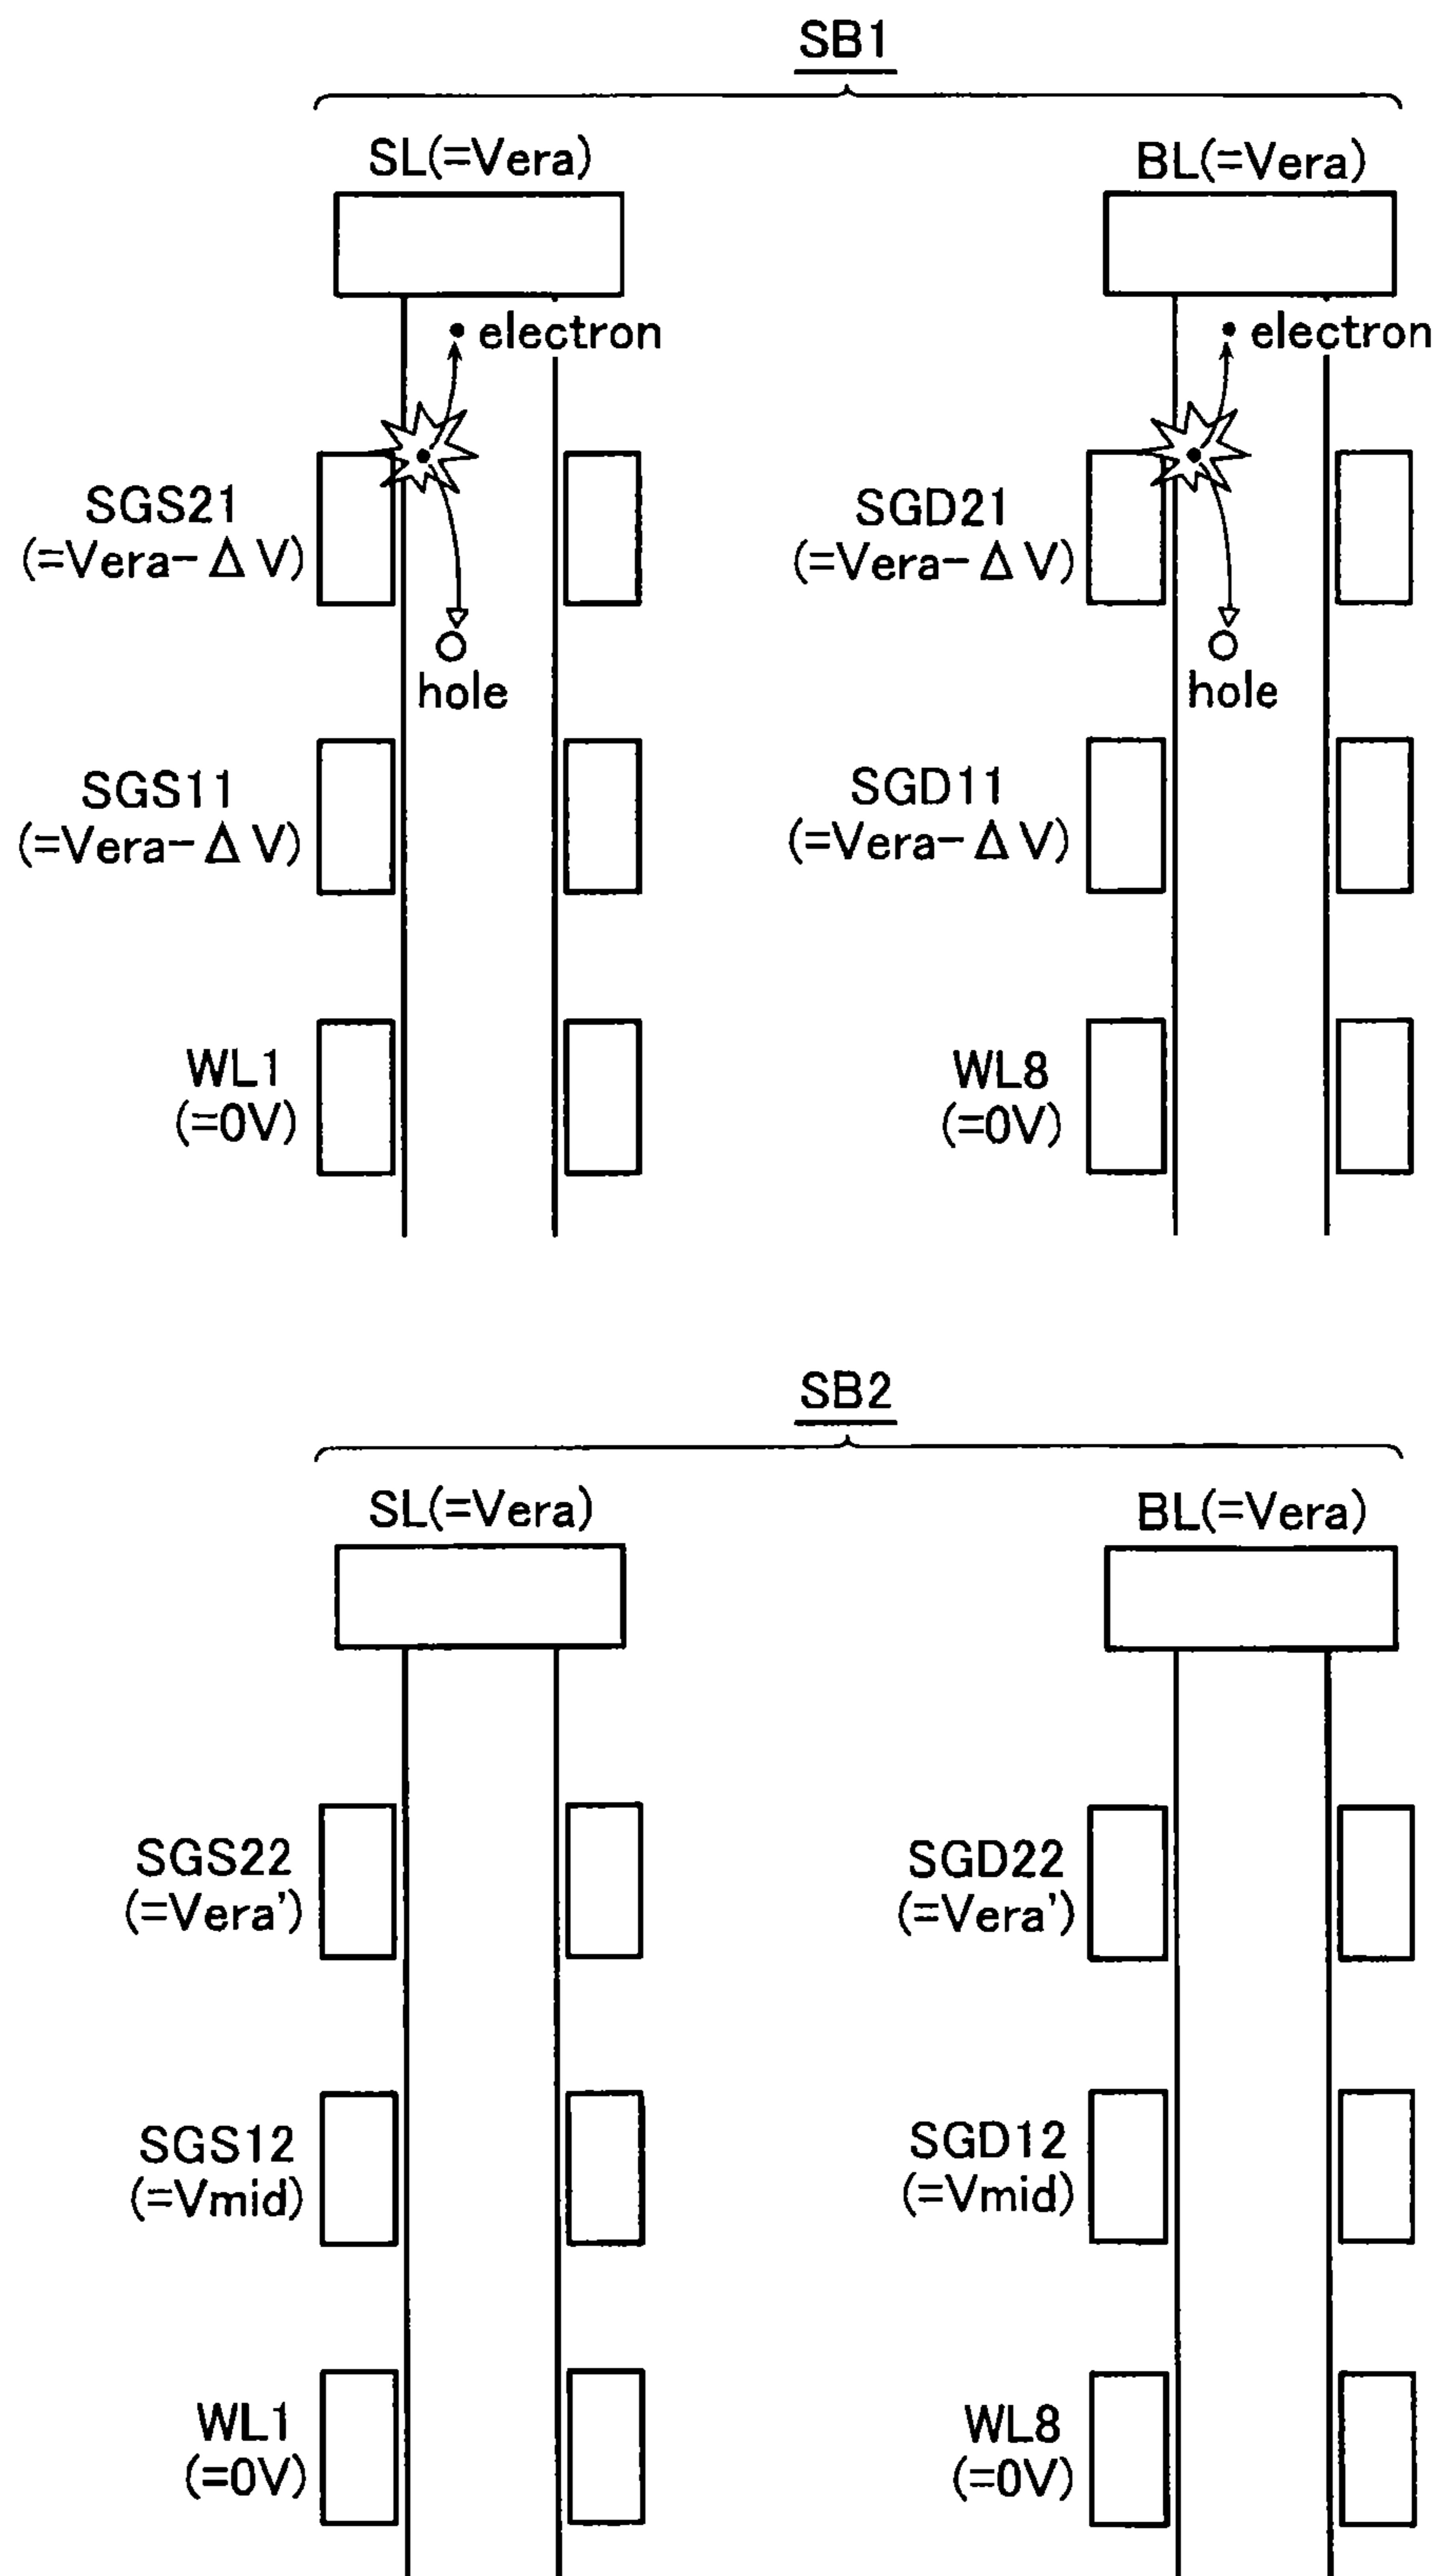 SB1
SL(=Vera)
BL(=Vera)
electron
electron
SGS21
(=Vera-ΔV)
SGD21
(=Vera-ΔV)
hole
hole
SGS11
(=Vera-ΔV)
SGD11
(=Vera-ΔV)
WL1
(=0V)
WL8
(=0V)
SB2
SL(=Vera)
BL(=Vera)
SGS22
(=Vera')
SGD22
(=Vera')
SGS12
(=Vmid)
SGD12
(=Vmid)
WL1
(=0V)
WL8
(=0V)